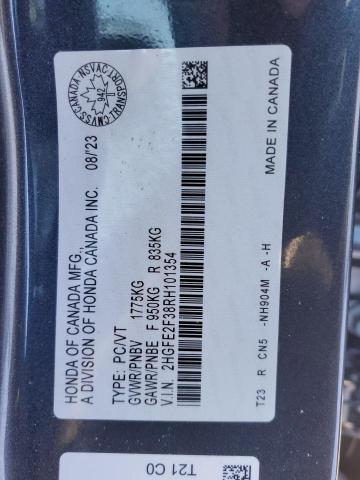 HONDA OF CANADA MFG.,
A DIVISION OF HONDA CANADA INC. 08/'23
TYPE: PC/VT
GVWR/PNBV 1775KG
GAWR/PNBE F 950KG R 835KG
V.I.N. 2HGFE2F38RH101354
CMVSS.CANADA.NSVAC
TRANSPORT
942
T23 R CN5 -NH904M -A -H
MADE IN CANADA
T21 C0